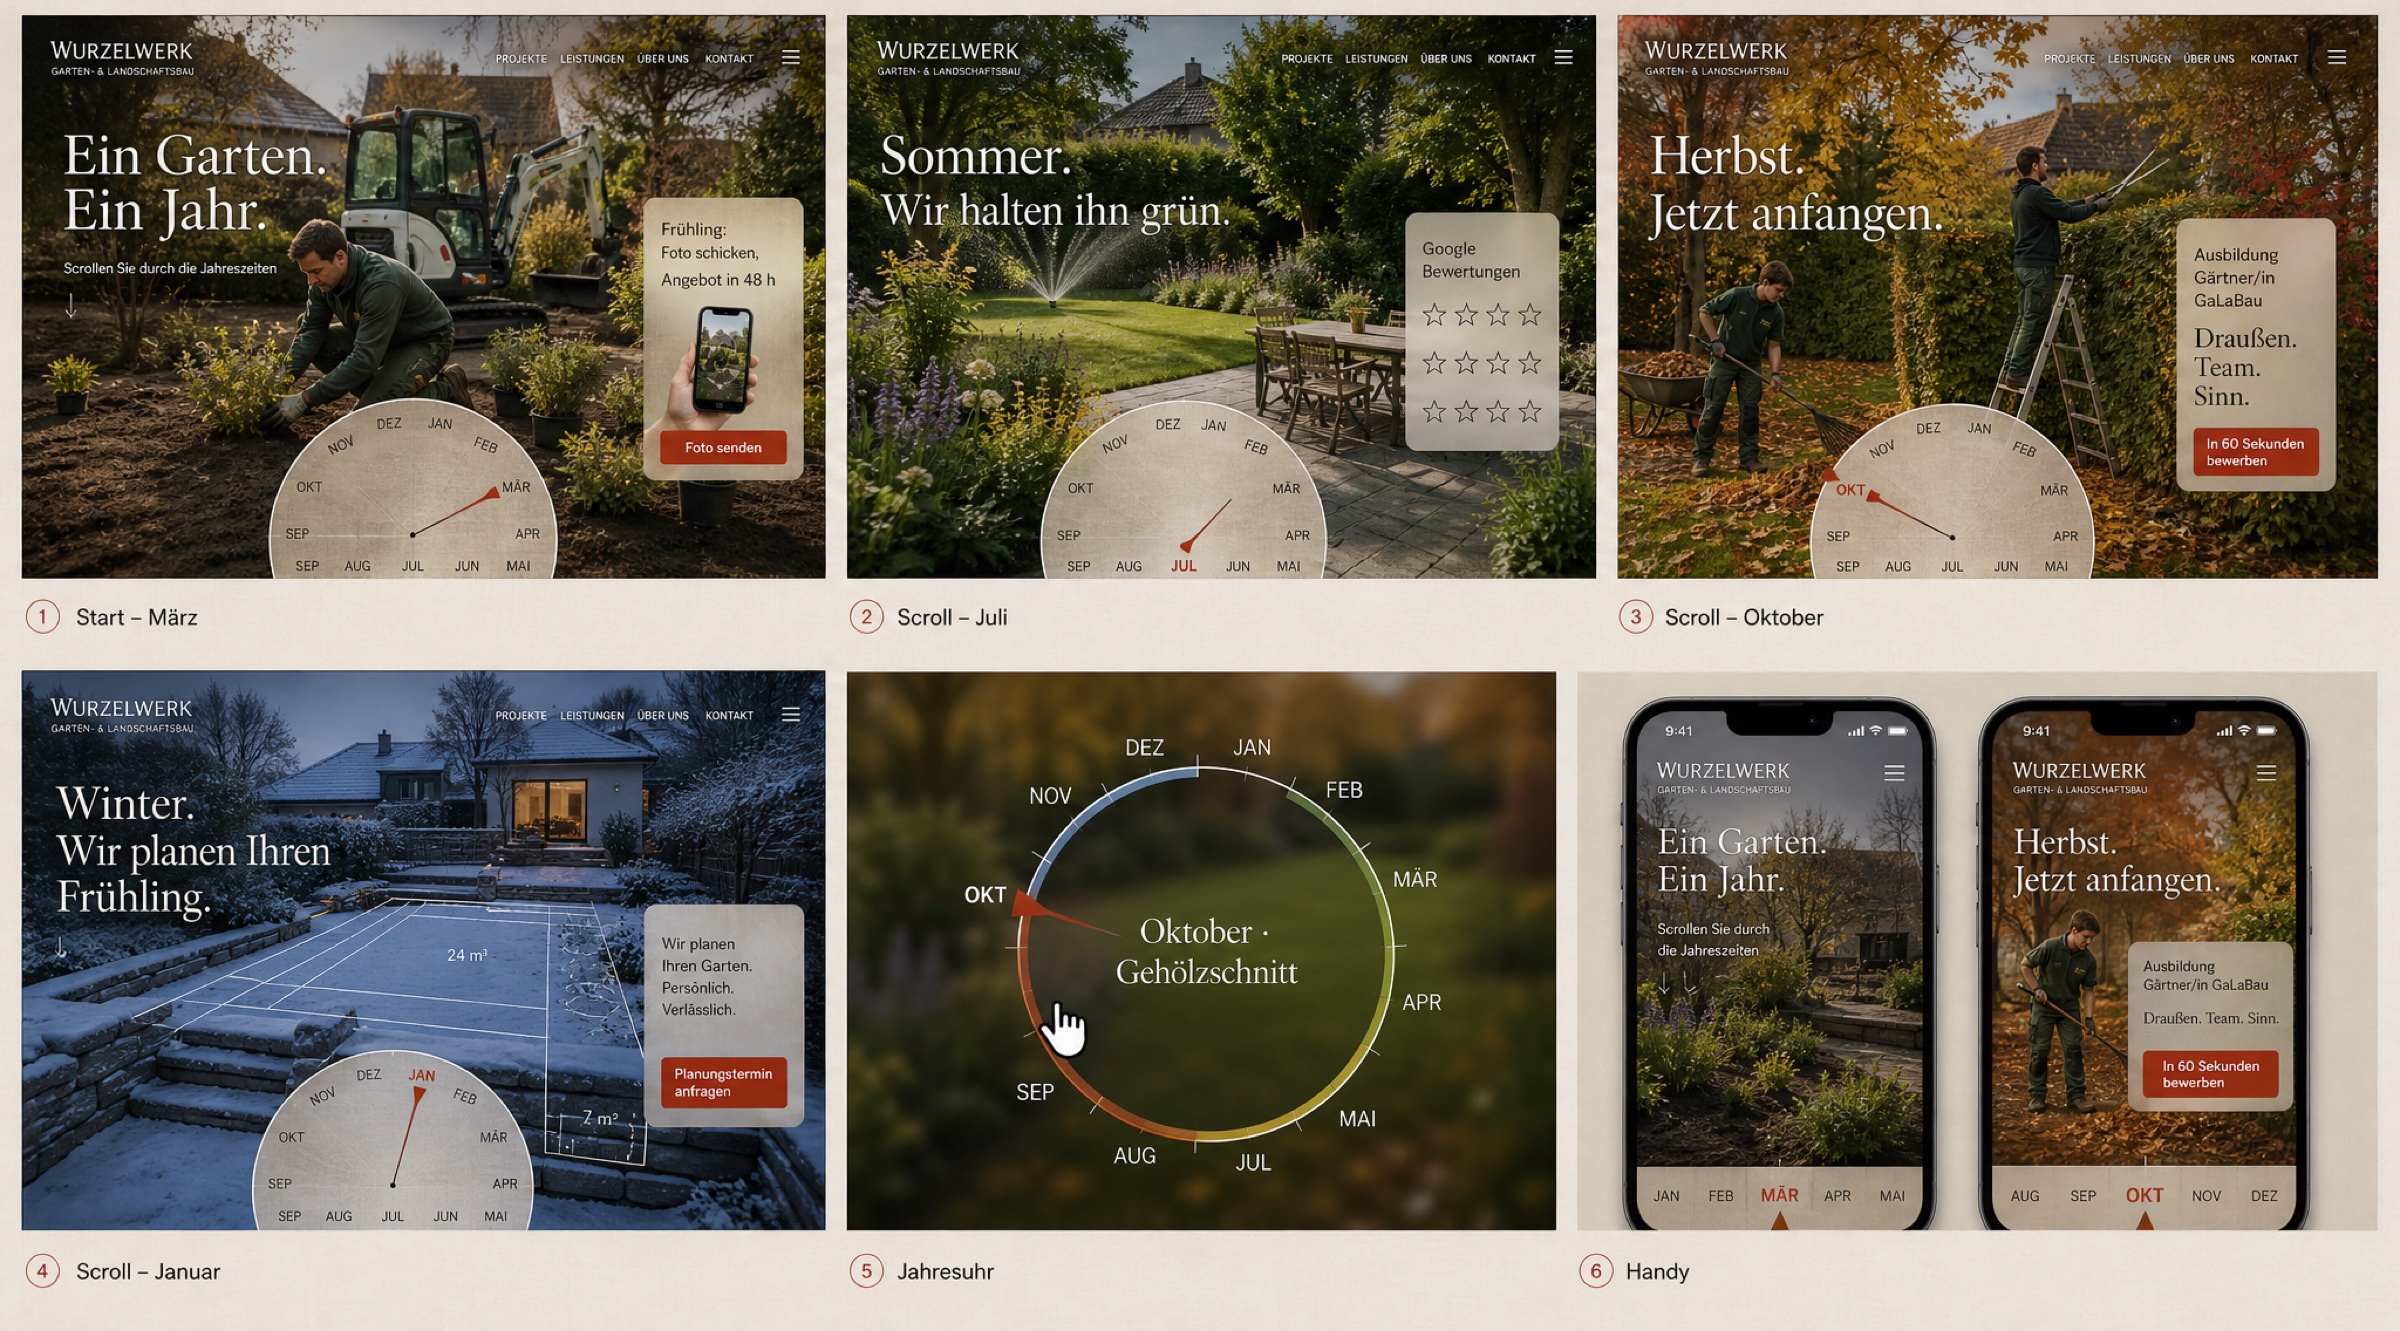 WURZELWERK
GARTEN- & LANDSCHAFTSBAU
PROJEKTE LEISTUNGEN ÜBER UNS KONTAKT
Ein Garten.
Ein Jahr.
Scrollen Sie durch die Jahreszeiten
Frühling:
Foto schicken,
Angebot in 48 h
Foto senden
DEZ JAN
NOV FEB
OKT MÄR
SEP APR
SEP AUG JUL JUN MAI
1 Start – März
WURZELWERK
GARTEN- & LANDSCHAFTSBAU
PROJEKTE LEISTUNGEN ÜBER UNS KONTAKT
Sommer.
Wir halten ihn grün.
Google
Bewertungen
DEZ JAN
NOV FEB
OKT MÄR
SEP APR
SEP AUG JUL JUN MAI
2 Scroll – Juli
WURZELWERK
GARTEN- & LANDSCHAFTSBAU
PROJEKTE LEISTUNGEN ÜBER UNS KONTAKT
Herbst.
Jetzt anfangen.
Ausbildung
Gärtner/in
GaLaBau
Draußen.
Team.
Sinn.
In 60 Sekunden
bewerben
DEZ JAN
NOV FEB
OKT MÄR
SEP APR
SEP AUG JUL JUN MAI
3 Scroll – Oktober
WURZELWERK
GARTEN- & LANDSCHAFTSBAU
PROJEKTE LEISTUNGEN ÜBER UNS KONTAKT
Winter.
Wir planen Ihren
Frühling.
24 m³
Wir planen
Ihren Garten.
Persönlich.
Verlässlich.
Planungstermin
anfragen
DEZ JAN
NOV FEB
OKT MÄR
SEP APR
SEP AUG JUL JUN MAI
4 Scroll – Januar
DEZ JAN
NOV FEB
OKT MÄR
Oktober ·
Gehölzschnitt
APR
SEP MAI
AUG JUL
5 Jahresuhr
9:41
WURZELWERK
GARTEN- & LANDSCHAFTSBAU
Ein Garten.
Ein Jahr.
Scrollen Sie durch
die Jahreszeiten
JAN FEB MÄR APR MAI
9:41
WURZELWERK
GARTEN- & LANDSCHAFTSBAU
Herbst.
Jetzt anfangen.
Ausbildung
Gärtner/in GaLaBau
Draußen. Team. Sinn.
In 60 Sekunden
bewerben
AUG SEP OKT NOV DEZ
6 Handy